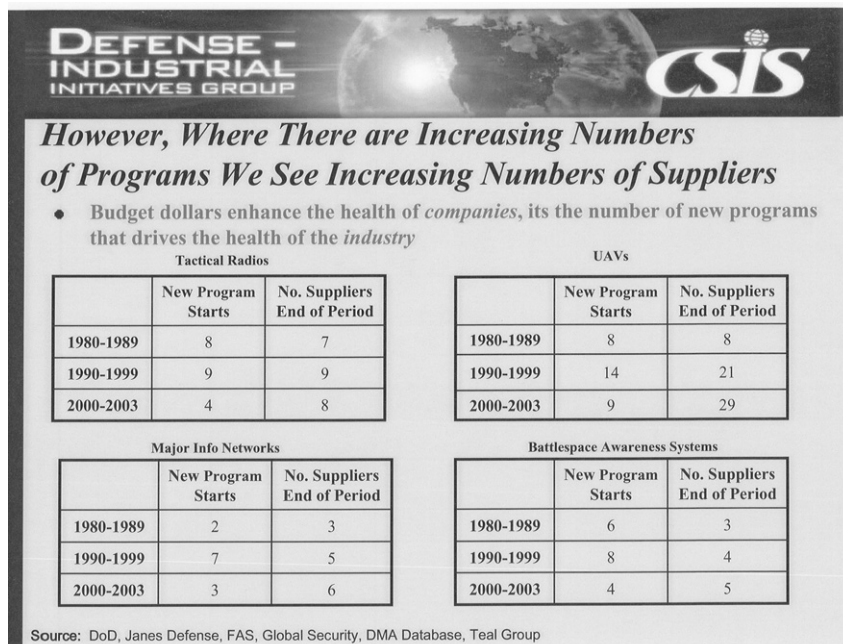 DEFENSE –
INDUSTRIAL
INITIATIVES GROUP
CSIS
However, Where There are Increasing Numbers
of Programs We See Increasing Numbers of Suppliers
● Budget dollars enhance the health of companies, its the number of new programs
that drives the health of the industry
Tactical Radios
New Program No. Suppliers
Starts End of Period
1980-1989 8 7
1990-1999 9 9
2000-2003 4 8
UAVs
New Program No. Suppliers
Starts End of Period
1980-1989 8 8
1990-1999 14 21
2000-2003 9 29
Major Info Networks
New Program No. Suppliers
Starts End of Period
1980-1989 2 3
1990-1999 7 5
2000-2003 3 6
Battlespace Awareness Systems
New Program No. Suppliers
Starts End of Period
1980-1989 6 3
1990-1999 8 4
2000-2003 4 5
Source: DoD, Janes Defense, FAS, Global Security, DMA Database, Teal Group